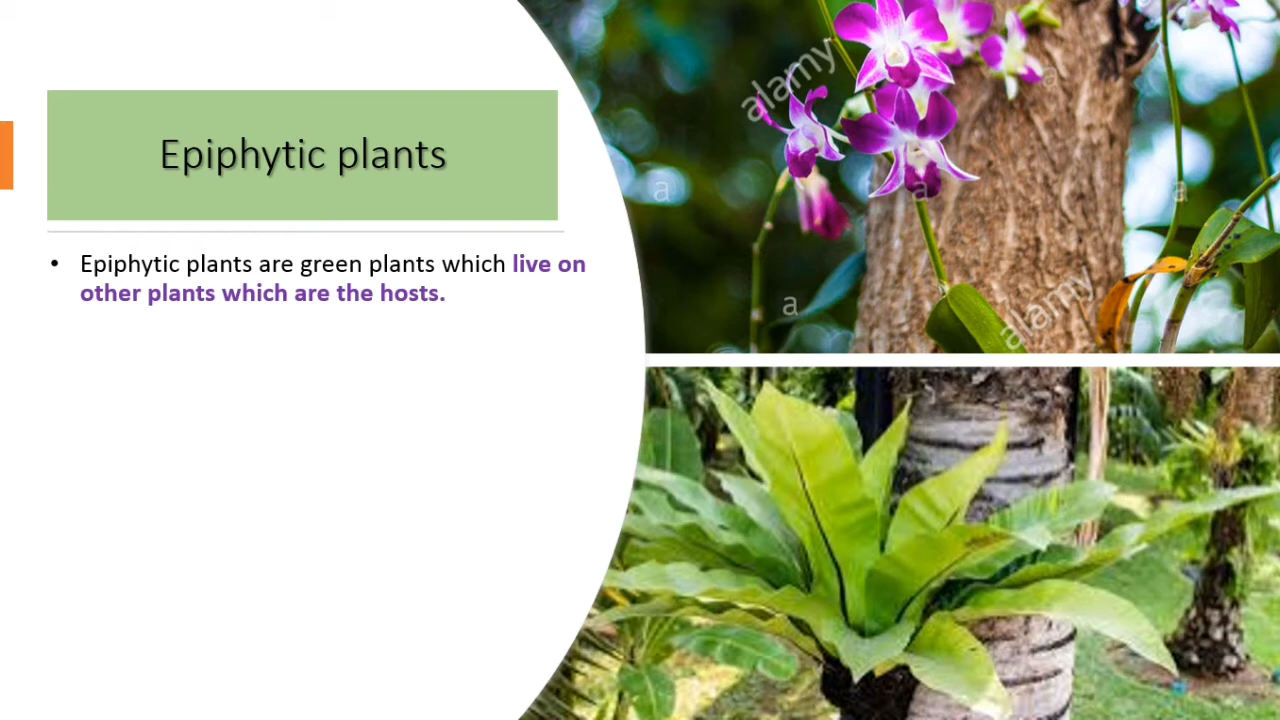 Epiphytic plants
• Epiphytic plants are green plants which live on
other plants which are the hosts.
alamy
a
a
a
a
a
alamy